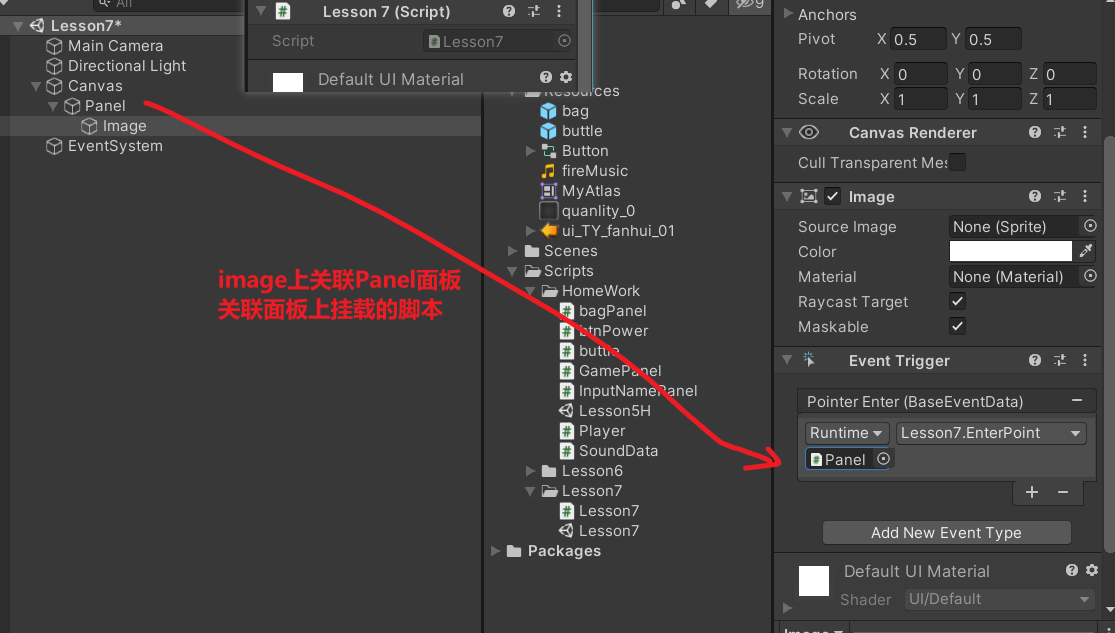 All
9
Lesson7*
Main Camera
Directional Light
Canvas
Panel
Image
EventSystem
Lesson 7 (Script)
Script
Lesson7
Default UI Material
Resources
bag
buttle
Button
fireMusic
MyAtlas
quanlity_0
ui_TY_fanhui_01
Scenes
Scripts
HomeWork
bagPanel
btnPower
buttle
GamePanel
InputNamePanel
Lesson5H
Player
SoundData
Lesson6
Lesson7
Lesson7
Lesson7
Packages
image上关联Panel面板
关联面板上挂载的脚本
Anchors
Pivot X 0.5 Y 0.5
Rotation X 0 Y 0 Z 0
Scale X 1 Y 1 Z 1
Canvas Renderer
Cull Transparent Mes
Image
Source Image None (Sprite)
Color
Material None (Material)
Raycast Target
Maskable
Event Trigger
Pointer Enter (BaseEventData)
Runtime Lesson7.EnterPoint
Panel
Add New Event Type
Default UI Material
Shader UI/Default
Image